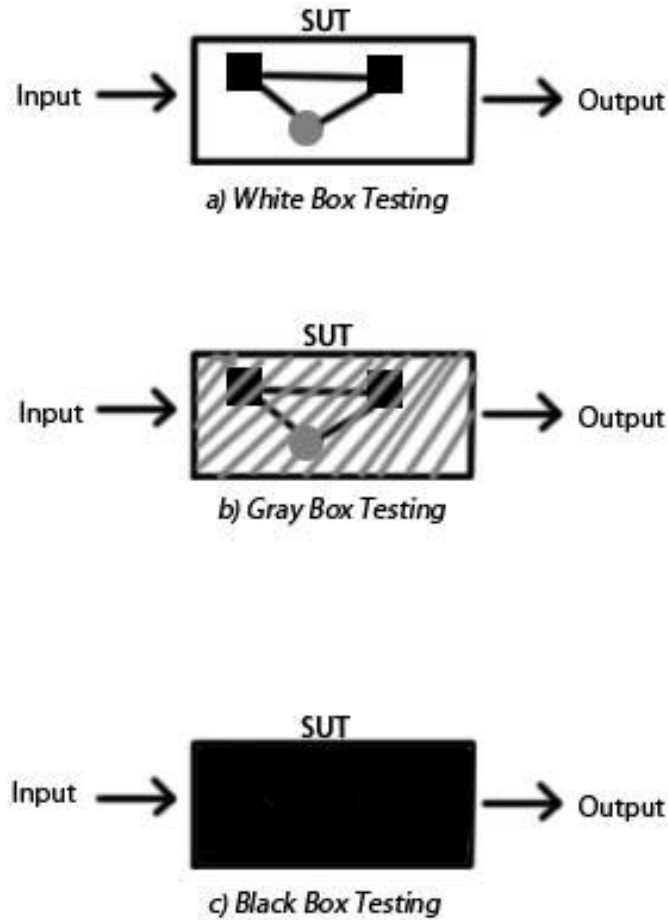 SUT
Input
Output
a) White Box Testing
SUT
Input
Output
b) Gray Box Testing
SUT
Input
Output
c) Black Box Testing